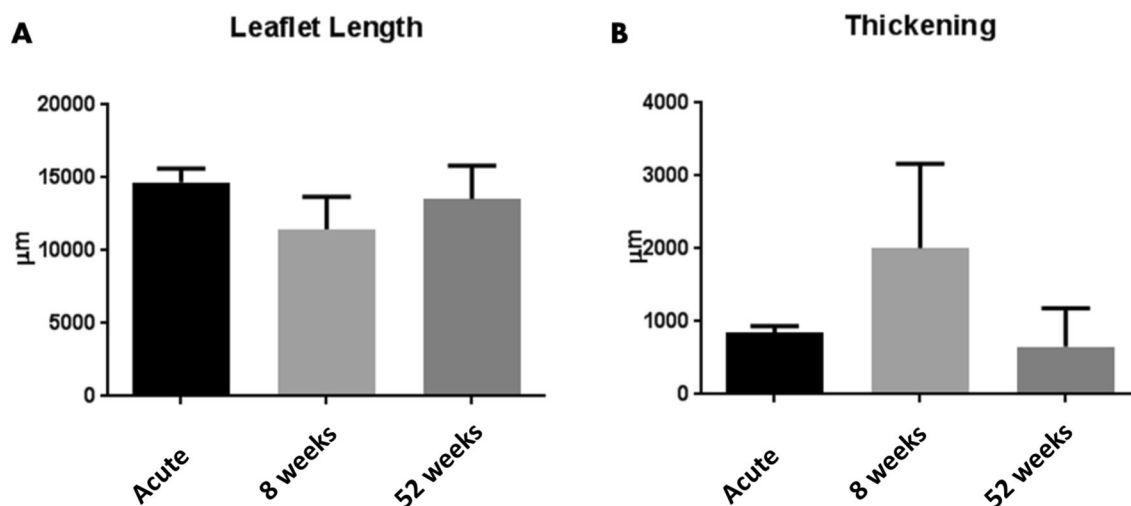 A
Leaflet Length
20000
15000
10000
5000
0
μm
Acute
8 weeks
52 weeks
B
Thickening
4000
3000
2000
1000
0
μm
Acute
8 weeks
52 weeks